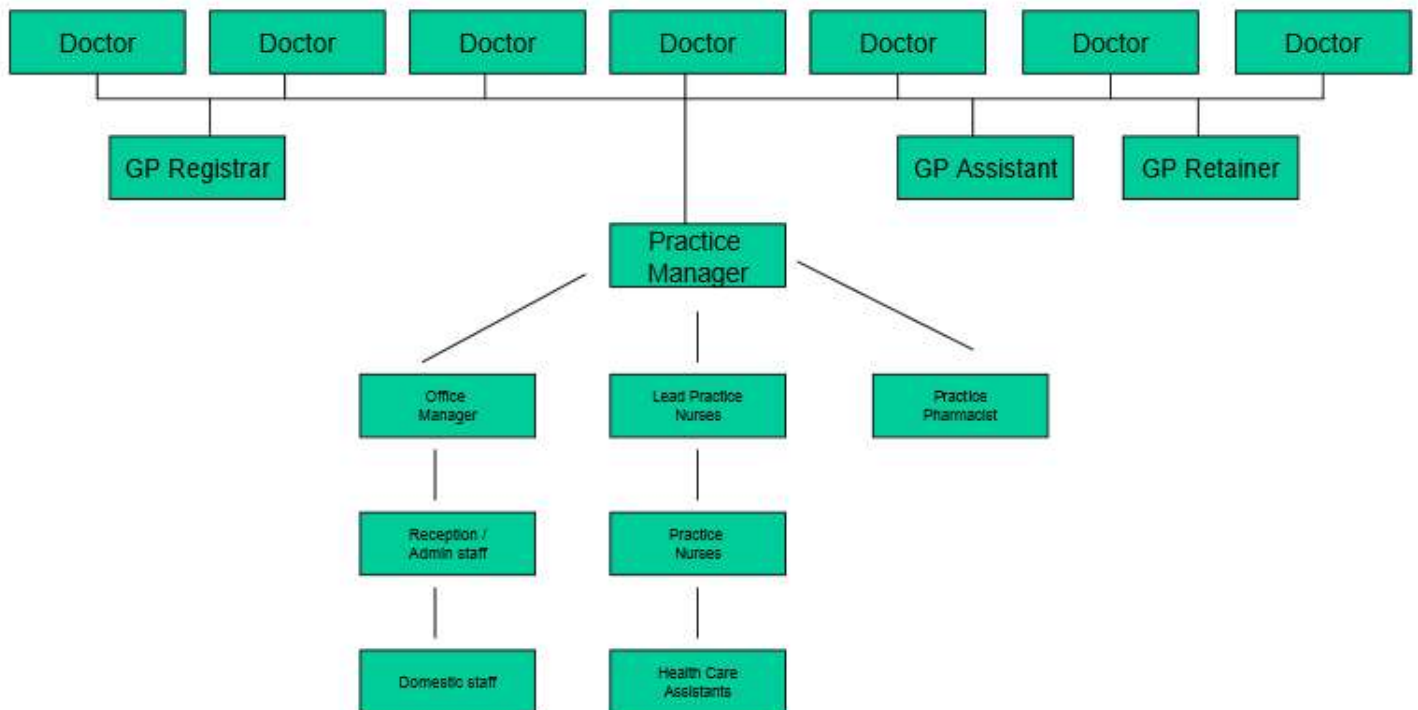 Doctor
Doctor
Doctor
Doctor
Doctor
Doctor
Doctor
GP Registrar
GP Assistant
GP Retainer
Practice
Manager
Office
Manager
Lead Practice
Nurses
Practice
Pharmacist
Reception /
Admin staff
Practice
Nurses
Domestic staff
Health Care
Assistants